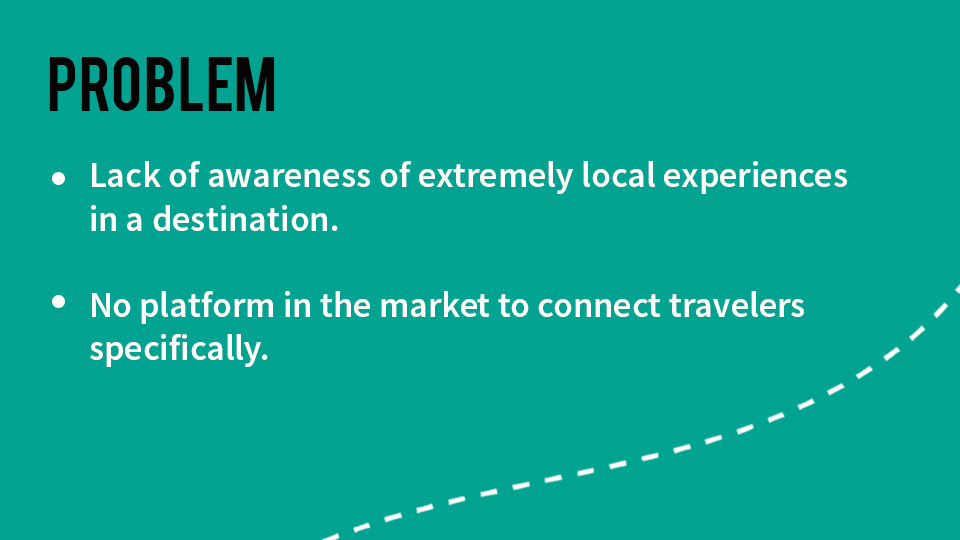 PROBLEM
● Lack of awareness of extremely local experiences
in a destination.
● No platform in the market to connect travelers
specifically.